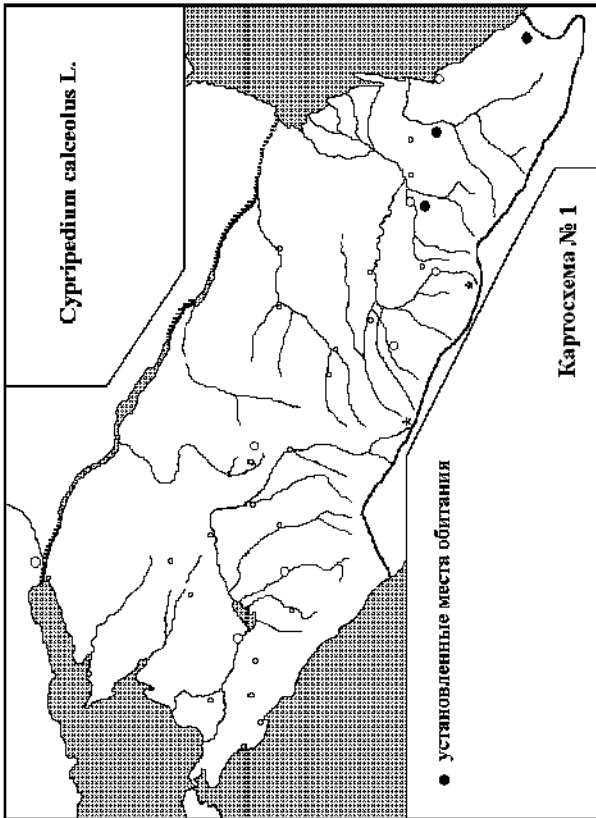 Cypripedium calceolus L.
● установленные места обитания
Картосхема № 1